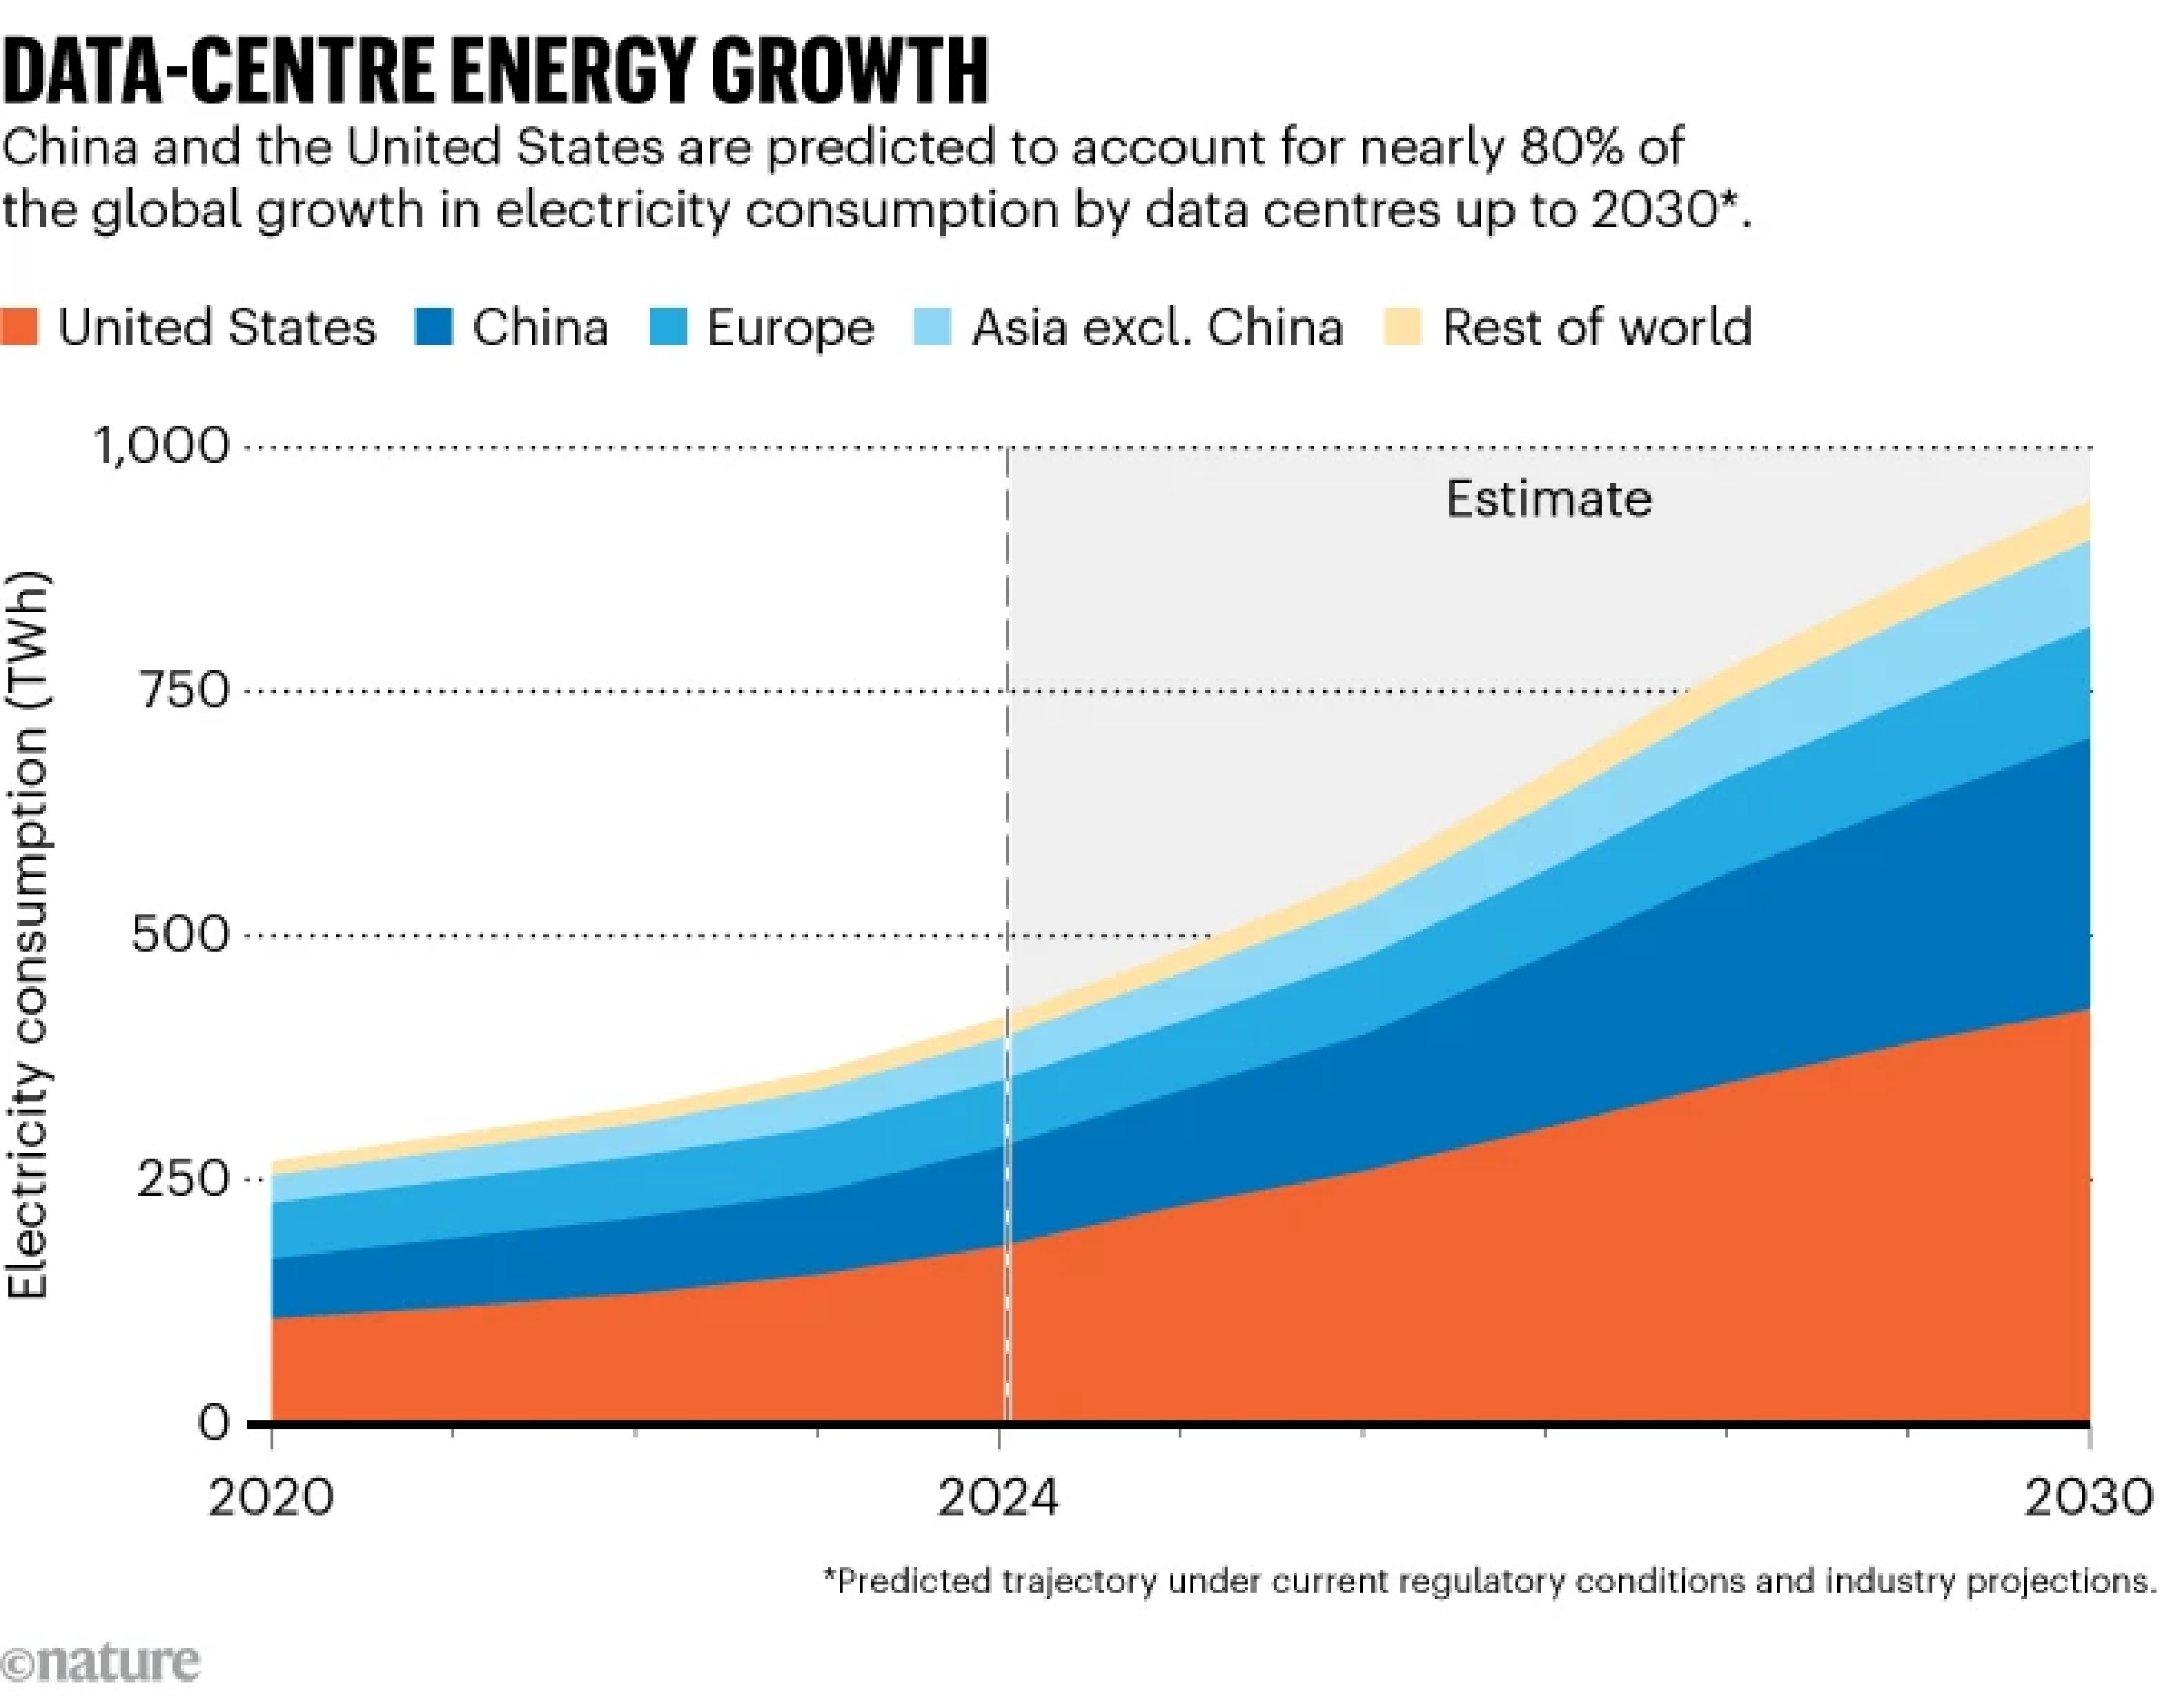 DATA-CENTRE ENERGY GROWTH
China and the United States are predicted to account for nearly 80% of
the global growth in electricity consumption by data centres up to 2030*.
United States China Europe Asia excl. China Rest of world
Electricity consumption (TWh)
1,000
Estimate
750
500
250
0
2020 2024 2030
*Predicted trajectory under current regulatory conditions and industry projections.
©nature